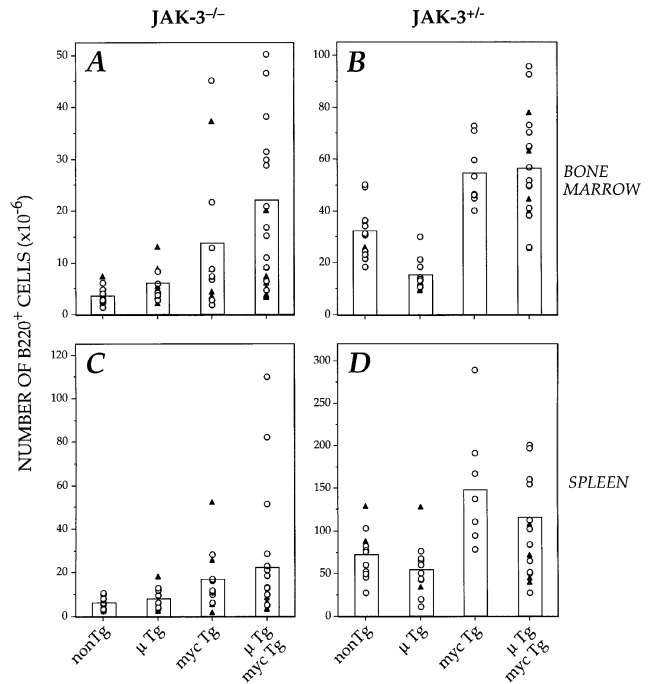 JAK-3–/– JAK-3+/-
NUMBER OF B220+ CELLS (x10-6)
A
50
40
30
20
10
0
B
100
80
60
40
20
0
BONE
MARROW
C
120
100
80
60
40
20
0
nonTg
µ Tg
myc Tg
µ Tg
myc Tg
D
300
250
200
150
100
50
0
nonTg
µ Tg
myc Tg
µ Tg
myc Tg
SPLEEN